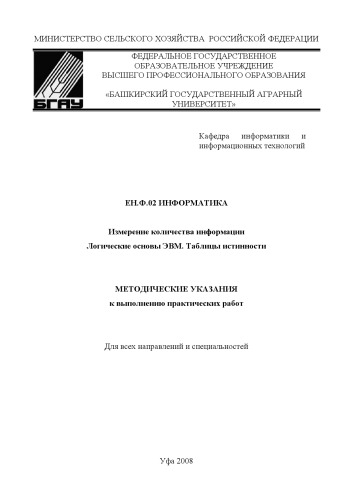 МИНИСТЕРСТВО СЕЛЬСКОГО ХОЗЯЙСТВА РОССИЙСКОЙ ФЕДЕРАЦИИ
ФЕДЕРАЛЬНОЕ ГОСУДАРСТВЕННОЕ
ОБРАЗОВАТЕЛЬНОЕ УЧРЕЖДЕНИЕ
ВЫСШЕГО ПРОФЕССИОНАЛЬНОГО ОБРАЗОВАНИЯ
«БАШКИРСКИЙ ГОСУДАРСТВЕННЫЙ АГРАРНЫЙ
УНИВЕРСИТЕТ»
БГАУ
Кафедра информатики и
информационных технологий
ЕН.Ф.02 ИНФОРМАТИКА
Измерение количества информации
Логические основы ЭВМ. Таблицы истинности
МЕТОДИЧЕСКИЕ УКАЗАНИЯ
к выполнению практических работ
Для всех направлений и специальностей
Уфа 2008